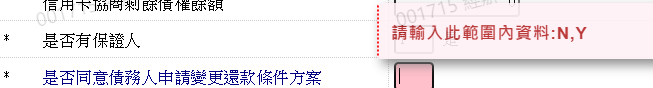 信用卡協商剩餘債權餘額
* 是否有保證人
請輸入此範圍內資料:N,Y
* 是否同意債務人申請變更還款條件方案